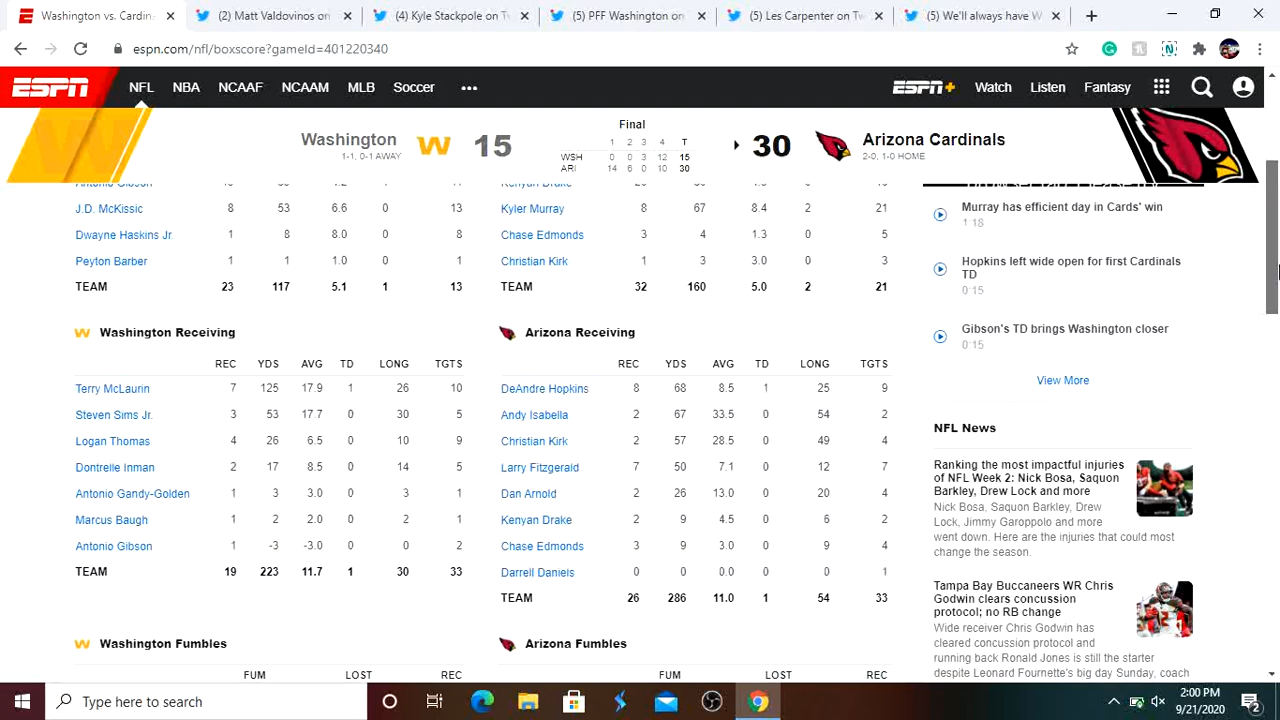 Washington vs. Cardin
(2) Matt Valdovinos on
(4) Kyle Stackpole on Tw
(5) PFF Washington on
(5) Les Carpenter on Tw
(5) We'll always have W
espn.com/nfl/boxscore?gameId=401220340
ESPN NFL NBA NCAAF NCAAM MLB Soccer ••• ESPN+ Watch Listen Fantasy
Washington W 15
1-1, 0-1 AWAY
Final
1 2 3 4 T
WSH 0 0 3 12 15
ARI 14 6 0 10 30
30 Arizona Cardinals
2-0, 1-0 HOME
Antonio Gibson
J.D. McKissic 8 53 6.6 0 13
Dwayne Haskins Jr. 1 8 8.0 0 8
Peyton Barber 1 1 1.0 0 1
TEAM 23 117 5.1 1 13
Kenyan Drake
Kyler Murray 8 67 8.4 2 21
Chase Edmonds 3 4 1.3 0 5
Christian Kirk 1 3 3.0 0 3
TEAM 32 160 5.0 2 21
W Washington Receiving
REC YDS AVG TD LONG TGTS
Terry McLaurin 7 125 17.9 1 26 10
Steven Sims Jr. 3 53 17.7 0 30 5
Logan Thomas 4 26 6.5 0 10 9
Dontrelle Inman 2 17 8.5 0 14 5
Antonio Gandy-Golden 1 3 3.0 0 3 1
Marcus Baugh 1 2 2.0 0 2 1
Antonio Gibson 1 -3 -3.0 0 0 2
TEAM 19 223 11.7 1 30 33
Arizona Receiving
REC YDS AVG TD LONG TGTS
DeAndre Hopkins 8 68 8.5 1 25 9
Andy Isabella 2 67 33.5 0 54 2
Christian Kirk 2 57 28.5 0 49 4
Larry Fitzgerald 7 50 7.1 0 12 7
Dan Arnold 2 26 13.0 0 20 4
Kenyan Drake 2 9 4.5 0 6 2
Chase Edmonds 3 9 3.0 0 9 4
Darrell Daniels 0 0 0.0 0 0 1
TEAM 26 286 11.0 1 54 33
W Washington Fumbles
FUM LOST REC
Arizona Fumbles
FUM LOST REC
Murray has efficient day in Cards' win
1:18
Hopkins left wide open for first Cardinals
TD
0:15
Gibson's TD brings Washington closer
0:15
View More
NFL News
Ranking the most impactful injuries
of NFL Week 2: Nick Bosa, Saquon
Barkley, Drew Lock and more
Nick Bosa, Saquon Barkley, Drew
Lock, Jimmy Garoppolo and more
went down. Here are the injuries that could most
change the season.
Tampa Bay Buccaneers WR Chris
Godwin clears concussion
protocol; no RB change
Wide receiver Chris Godwin has
cleared concussion protocol and
running back Ronald Jones is still the starter
despite Leonard Fournette's big day Sunday, coach
Type here to search
2:00 PM
9/21/2020
2